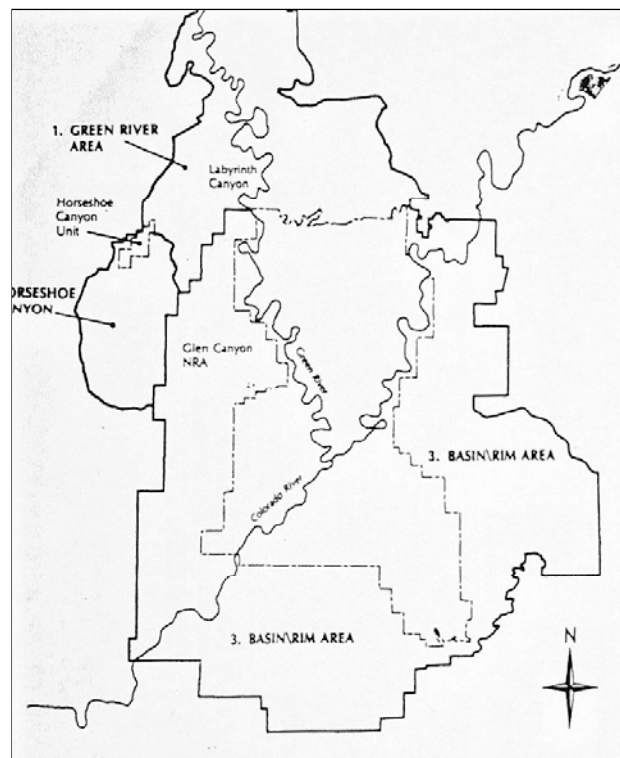 1. GREEN RIVER
AREA
Labyrinth
Canyon
Horseshoe
Canyon
Unit
ORSESHOE
NYON
Glen Canyon
NRA
Green River
3. BASIN\RIM AREA
Colorado River
3. BASIN\RIM AREA
N